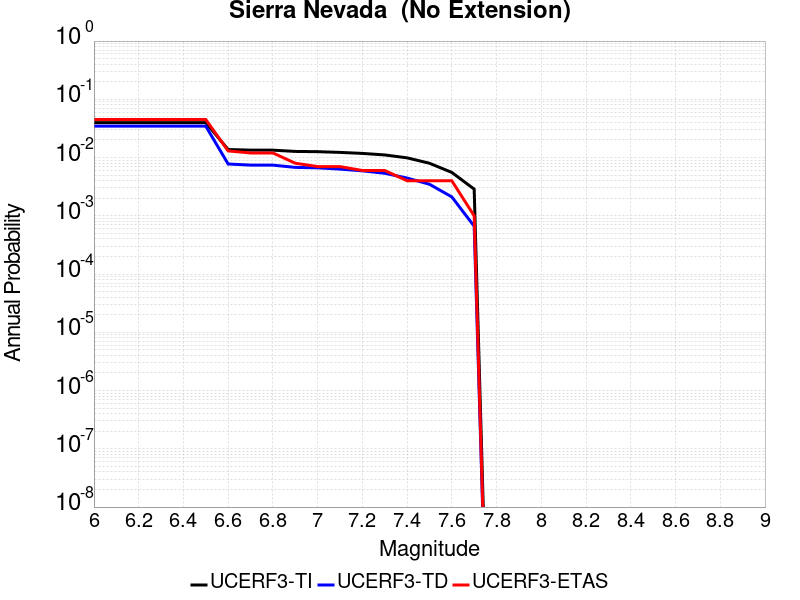 Sierra Nevada (No Extension)
10^0
10^-1
10^-2
10^-3
10^-4
10^-5
10^-6
10^-7
10^-8
Annual Probability
6 6.2 6.4 6.6 6.8 7 7.2 7.4 7.6 7.8 8 8.2 8.4 8.6 8.8 9
Magnitude
UCERF3-TI UCERF3-TD UCERF3-ETAS